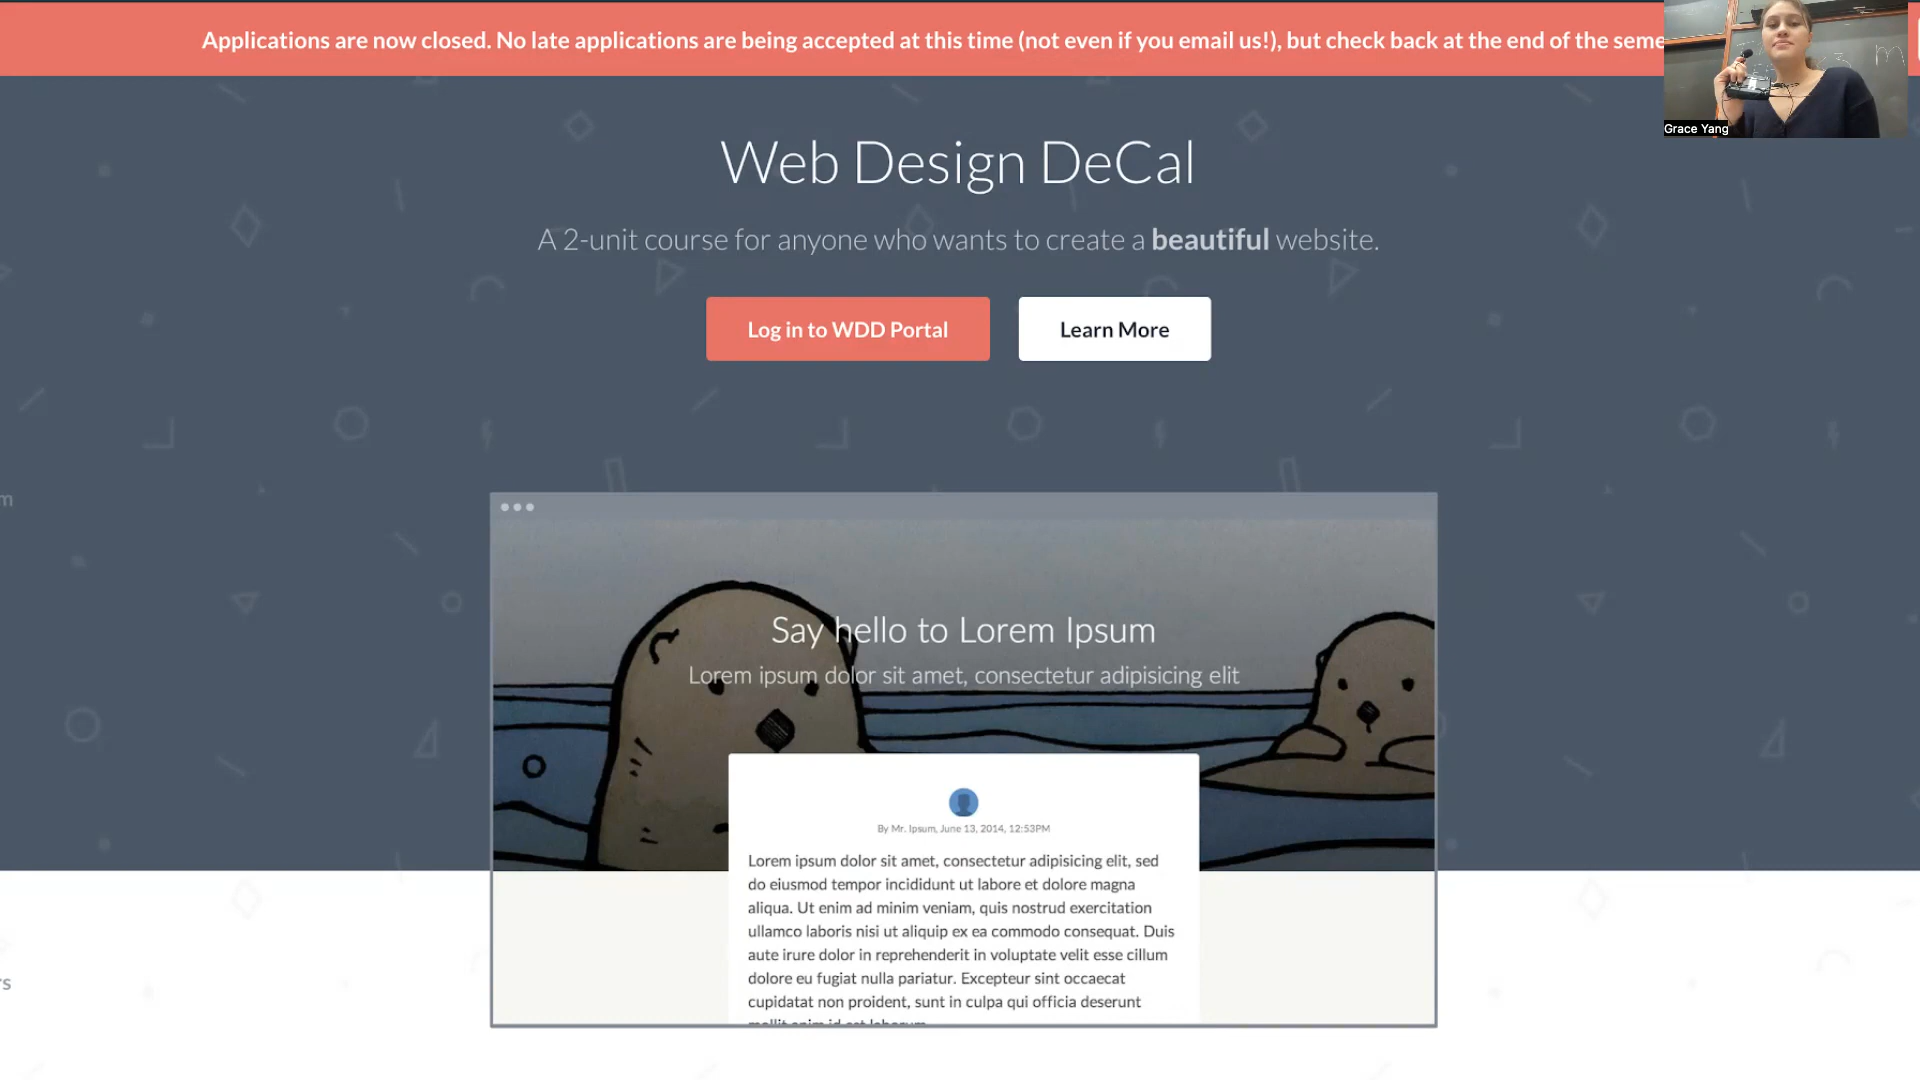 Applications are now closed. No late applications are being accepted at this time (not even if you email us!), but check back at the end of the seme
Grace Yang
Web Design DeCal
A 2-unit course for anyone who wants to create a beautiful website.
Log in to WDD Portal
Learn More
Say hello to Lorem Ipsum
Lorem ipsum dolor sit amet, consectetur adipisicing elit
By Mr. Ipsum, June 13, 2014, 12:53PM
Lorem ipsum dolor sit amet, consectetur adipisicing elit, sed
do eiusmod tempor incididunt ut labore et dolore magna
aliqua. Ut enim ad minim veniam, quis nostrud exercitation
ullamco laboris nisi ut aliquip ex ea commodo consequat. Duis
aute irure dolor in reprehenderit in voluptate velit esse cillum
dolore eu fugiat nulla pariatur. Excepteur sint occaecat
cupidatat non proident, sunt in culpa qui officia deserunt
mollit anim id est laborum.